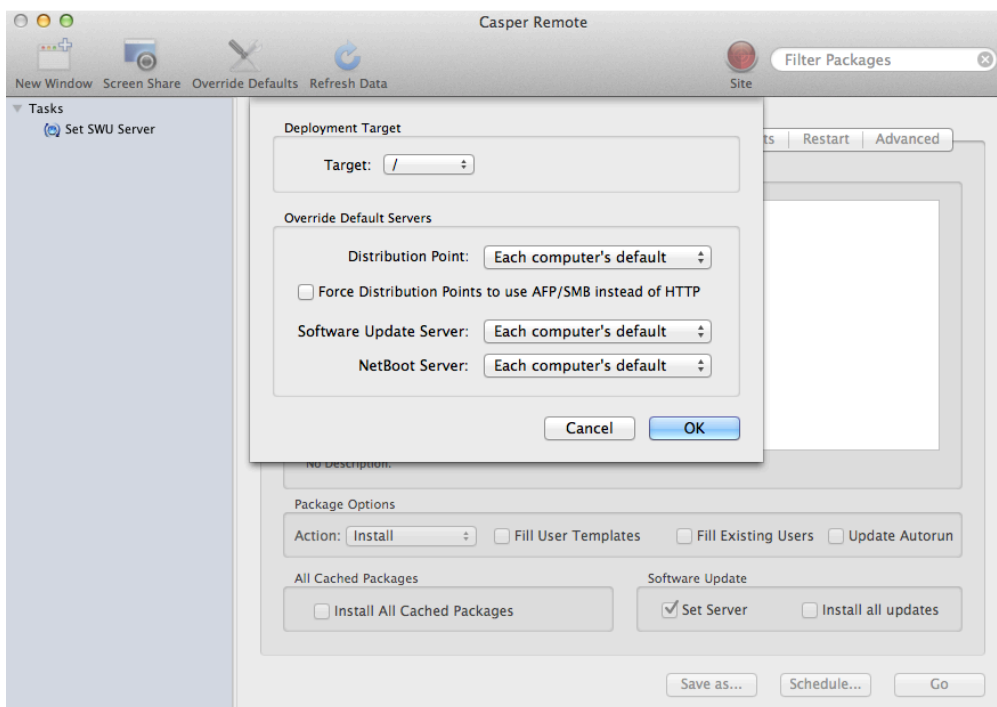 Casper Remote
New Window Screen Share Override Defaults Refresh Data Site Filter Packages
Tasks
Set SWU Server
Deployment Target
Target: /
Override Default Servers
Distribution Point: Each computer's default
Force Distribution Points to use AFP/SMB instead of HTTP
Software Update Server: Each computer's default
NetBoot Server: Each computer's default
Cancel OK
ts Restart Advanced
No Description.
Package Options
Action: Install Fill User Templates Fill Existing Users Update Autorun
All Cached Packages Software Update
Install All Cached Packages Set Server Install all updates
Save as... Schedule... Go